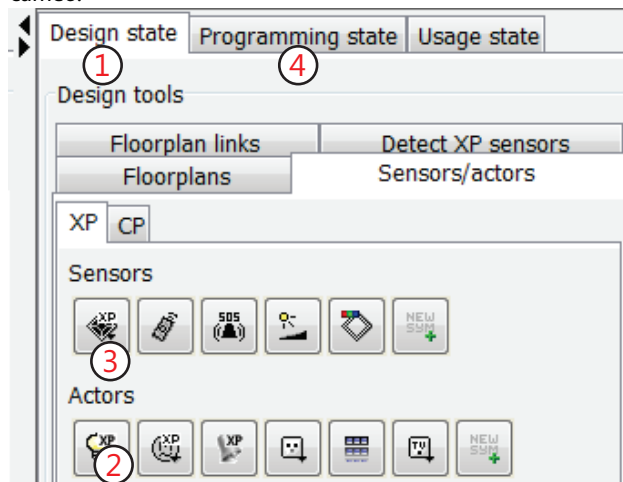 Design state Programming state Usage state
1 4
Design tools
Floorplan links Detect XP sensors
Floorplans Sensors/actors
XP CP
Sensors
XP SOS NEW SYM
3
Actors
XP XP XP TV NEW SYM
2